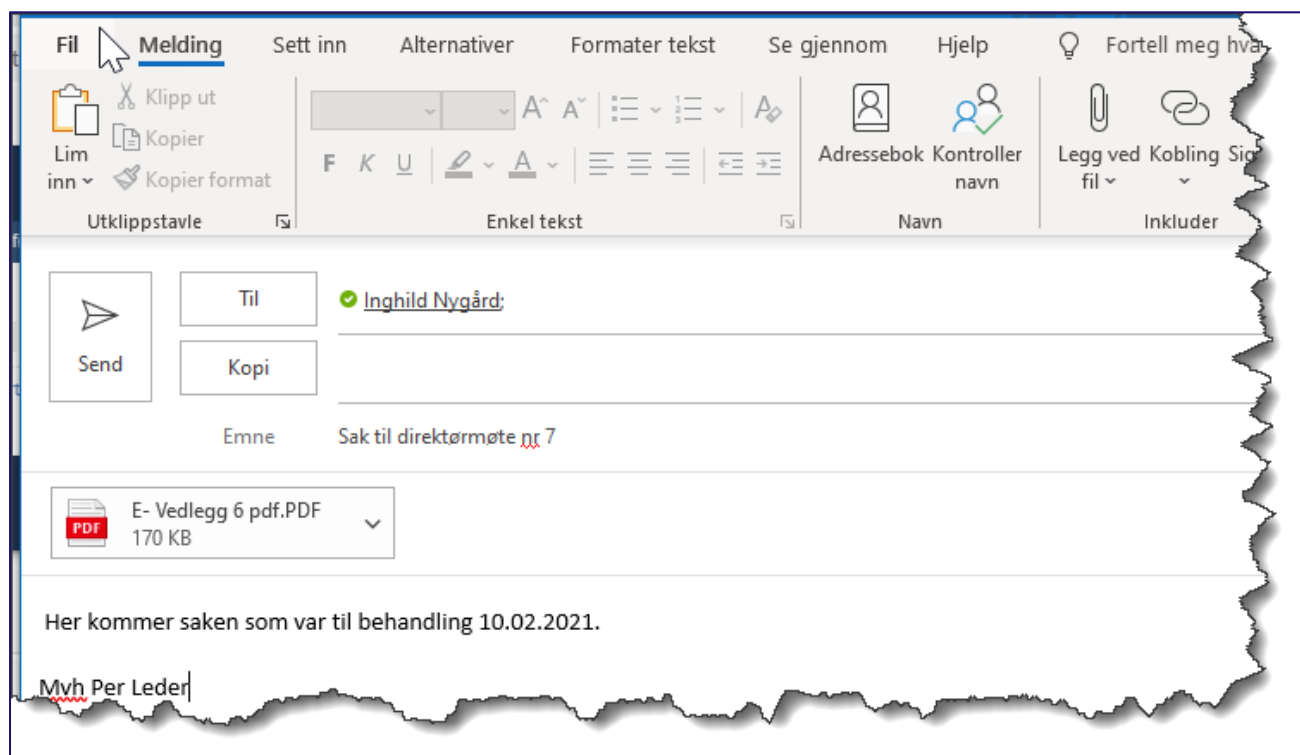 Fil Melding Sett inn Alternativer Formater tekst Se gjennom Hjelp Fortell meg hva
Klipp ut
Kopier
Kopier format
Lim
inn
F K U A
Adressebok
Kontroller
navn
Legg ved
fil
Kobling
Utklippstavle Enkel tekst Navn Inkluder
Send
Til Inghild Nygård;
Kopi
Emne Sak til direktørmøte nr 7
PDF
E- Vedlegg 6 pdf.PDF
170 KB
Her kommer saken som var til behandling 10.02.2021.
Mvh Per Leder